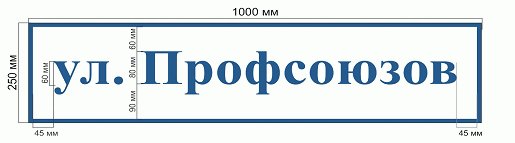 1000 мм
250 мм
60 мм
60 мм
80 мм
90 мм
ул. Профсоюзов
45 мм
45 мм